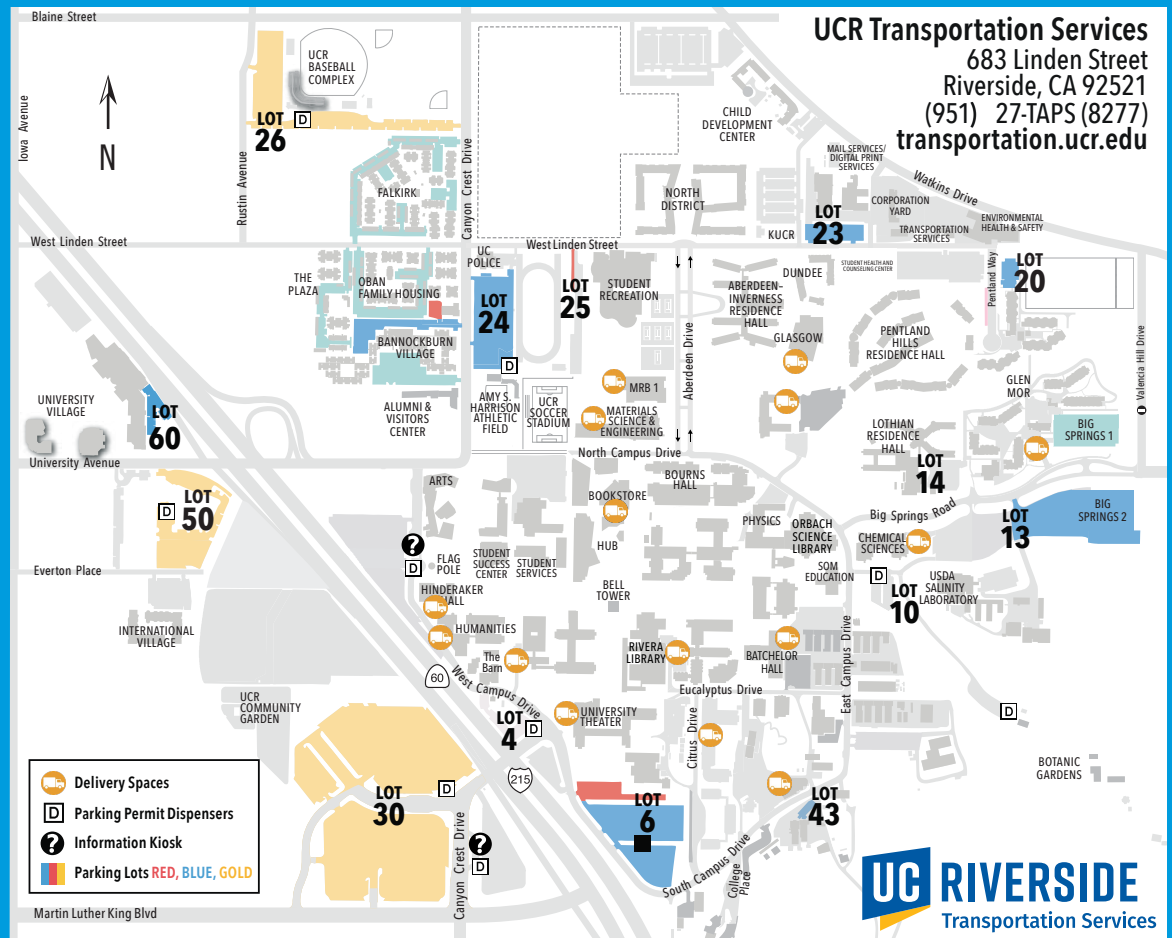 Blaine Street
UCR Transportation Services
683 Linden Street
Riverside, CA 92521
(951) 27-TAPS (8277)
transportation.ucr.edu
Iowa Avenue
N
UCR
BASEBALL
COMPLEX
D
LOT
26
Rustin Avenue
Canyon Crest Drive
FALKIRK
CHILD
DEVELOPMENT
CENTER
MAIL SERVICES/
DIGITAL PRINT
SERVICES
Watkins Drive
NORTH
DISTRICT
CORPORATION
YARD
LOT
23
KUCR
TRANSPORTATION
SERVICES
ENVIRONMENTAL
HEALTH & SAFETY
West Linden Street
West Linden Street
UC
POLICE
THE
PLAZA
OBAN
FAMILY HOUSING
LOT
24
D
LOT
25
STUDENT
RECREATION
ABERDEEN-
INVERNESS
RESIDENCE
HALL
DUNDEE
STUDENT HEALTH AND
COUNSELING CENTER
Pentland Way
LOT
20
BANNOCKBURN
VILLAGE
Aberdeen Drive
GLASGOW
PENTLAND
HILLS
RESIDENCE HALL
Valencia Hill Drive
UNIVERSITY
VILLAGE
LOT
60
ALUMNI &
VISITORS
CENTER
AMY S.
HARRISON
ATHLETIC
FIELD
UCR
SOCCER
STADIUM
MRB 1
MATERIALS
SCIENCE &
ENGINEERING
GLEN
MOR
BIG
SPRINGS 1
LOTHIAN
RESIDENCE
HALL
LOT
14
University Avenue
North Campus Drive
D
LOT
50
ARTS
BOURNS
HALL
BOOKSTORE
HUB
PHYSICS
ORBACH
SCIENCE
LIBRARY
Big Springs Road
LOT
13
BIG
SPRINGS 2
CHEMICAL
SCIENCES
?
D
FLAG
POLE
STUDENT
SUCCESS
CENTER
STUDENT
SERVICES
Everton Place
SOM
EDUCATION
D
LOT
10
USDA
SALINITY
LABORATORY
HINDERAKER
HALL
BELL
TOWER
INTERNATIONAL
VILLAGE
HUMANITIES
The
Barn
RIVERA
LIBRARY
BATCHELOR
HALL
East Campus Drive
60
West Campus Drive
Eucalyptus Drive
UCR
COMMUNITY
GARDEN
LOT
4
D
UNIVERSITY
THEATER
Citrus Drive
D
BOTANIC
GARDENS
215
Delivery Spaces
D
Parking Permit Dispensers
?
Information Kiosk
Parking Lots RED, BLUE, GOLD
LOT
30
D
?
D
Canyon Crest Drive
LOT
6
LOT
43
South Campus Drive
College
Place
Martin Luther King Blvd
UC RIVERSIDE
Transportation Services